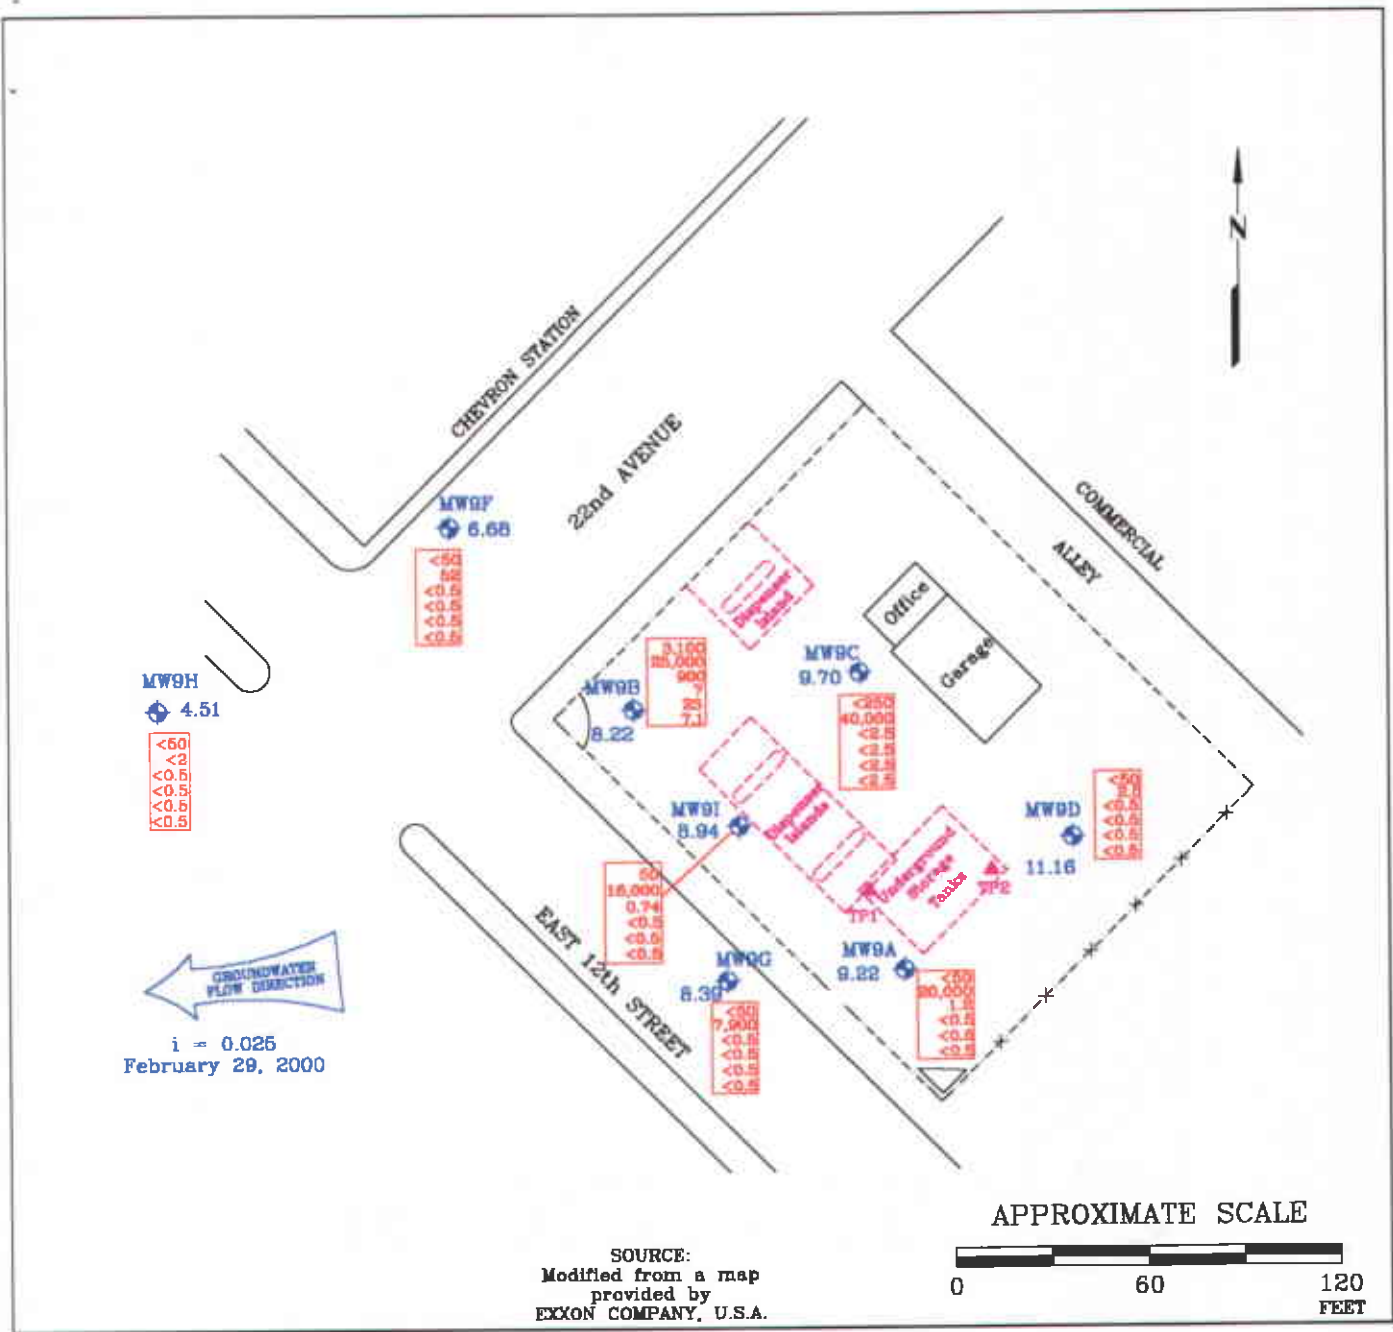 N
CHEVRON STATION
22nd AVENUE
COMMERCIAL
ALLEY
MW9F
6.68
<50
52
<0.5
<0.5
<0.5
<0.5
Office
Garage
Dispenser
Island
MW9C
9.70
<250
40,000
<2.5
<2.5
<2.5
<2.5
MW9B
8.22
3,100
25,000
900
23
7.1
MW9H
4.51
<50
<2
<0.5
<0.5
<0.5
<0.5
MW9I
8.94
50
15,000
0.74
<0.5
<0.5
<0.5
Dispenser
Islands
Underground
Storage
Tanks
TP1
TP2
MW9D
11.16
<50
<0.5
<0.5
<0.5
<0.5
MW9A
9.22
<50
20,000
<0.5
<0.5
<0.5
MW9G
8.39
<50
7,900
<0.5
<0.5
<0.5
<0.5
EAST 12th STREET
GROUNDWATER
FLOW DIRECTION
i = 0.025
February 29, 2000
SOURCE:
Modified from a map
provided by
EXXON COMPANY, U.S.A.
APPROXIMATE SCALE
0 60 120
FEET